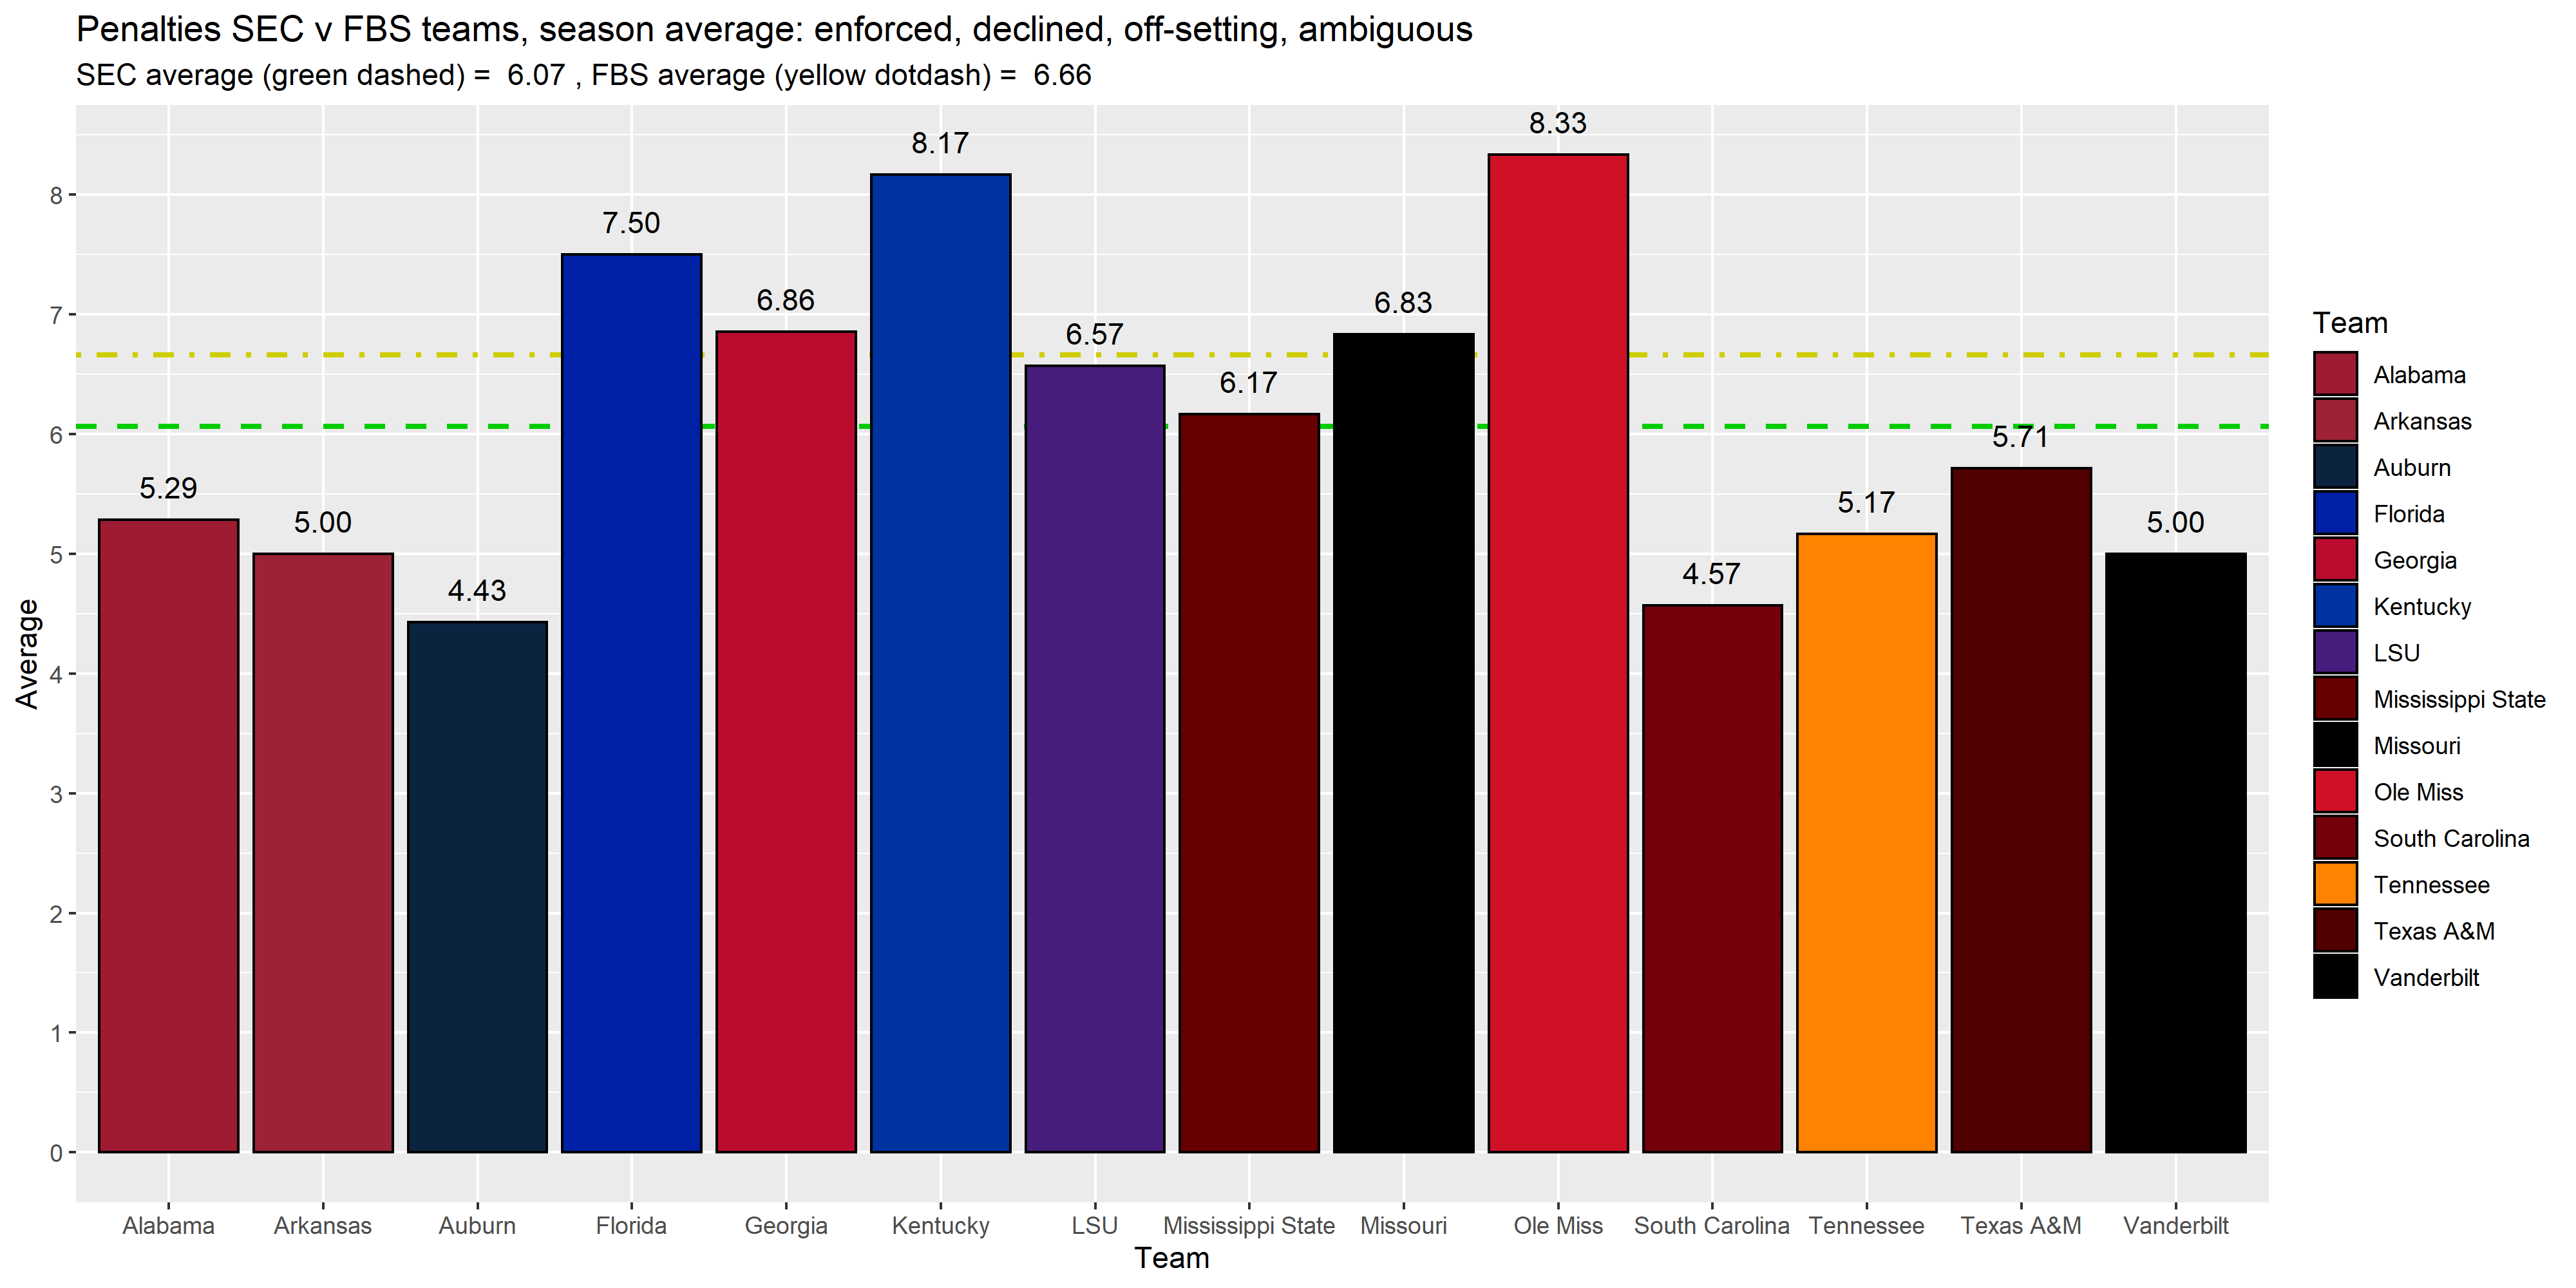 Penalties SEC v FBS teams, season average: enforced, declined, off-setting, ambiguous
SEC average (green dashed) =  6.07 , FBS average (yellow dotdash) =  6.66
Average
8
7
6
5
4
3
2
1
0
5.29
5.00
4.43
7.50
6.86
8.17
6.57
6.17
6.83
8.33
4.57
5.17
5.71
5.00
Alabama Arkansas Auburn Florida Georgia Kentucky LSU Mississippi State Missouri Ole Miss South Carolina Tennessee Texas A&M Vanderbilt
Team
Team
Alabama
Arkansas
Auburn
Florida
Georgia
Kentucky
LSU
Mississippi State
Missouri
Ole Miss
South Carolina
Tennessee
Texas A&M
Vanderbilt